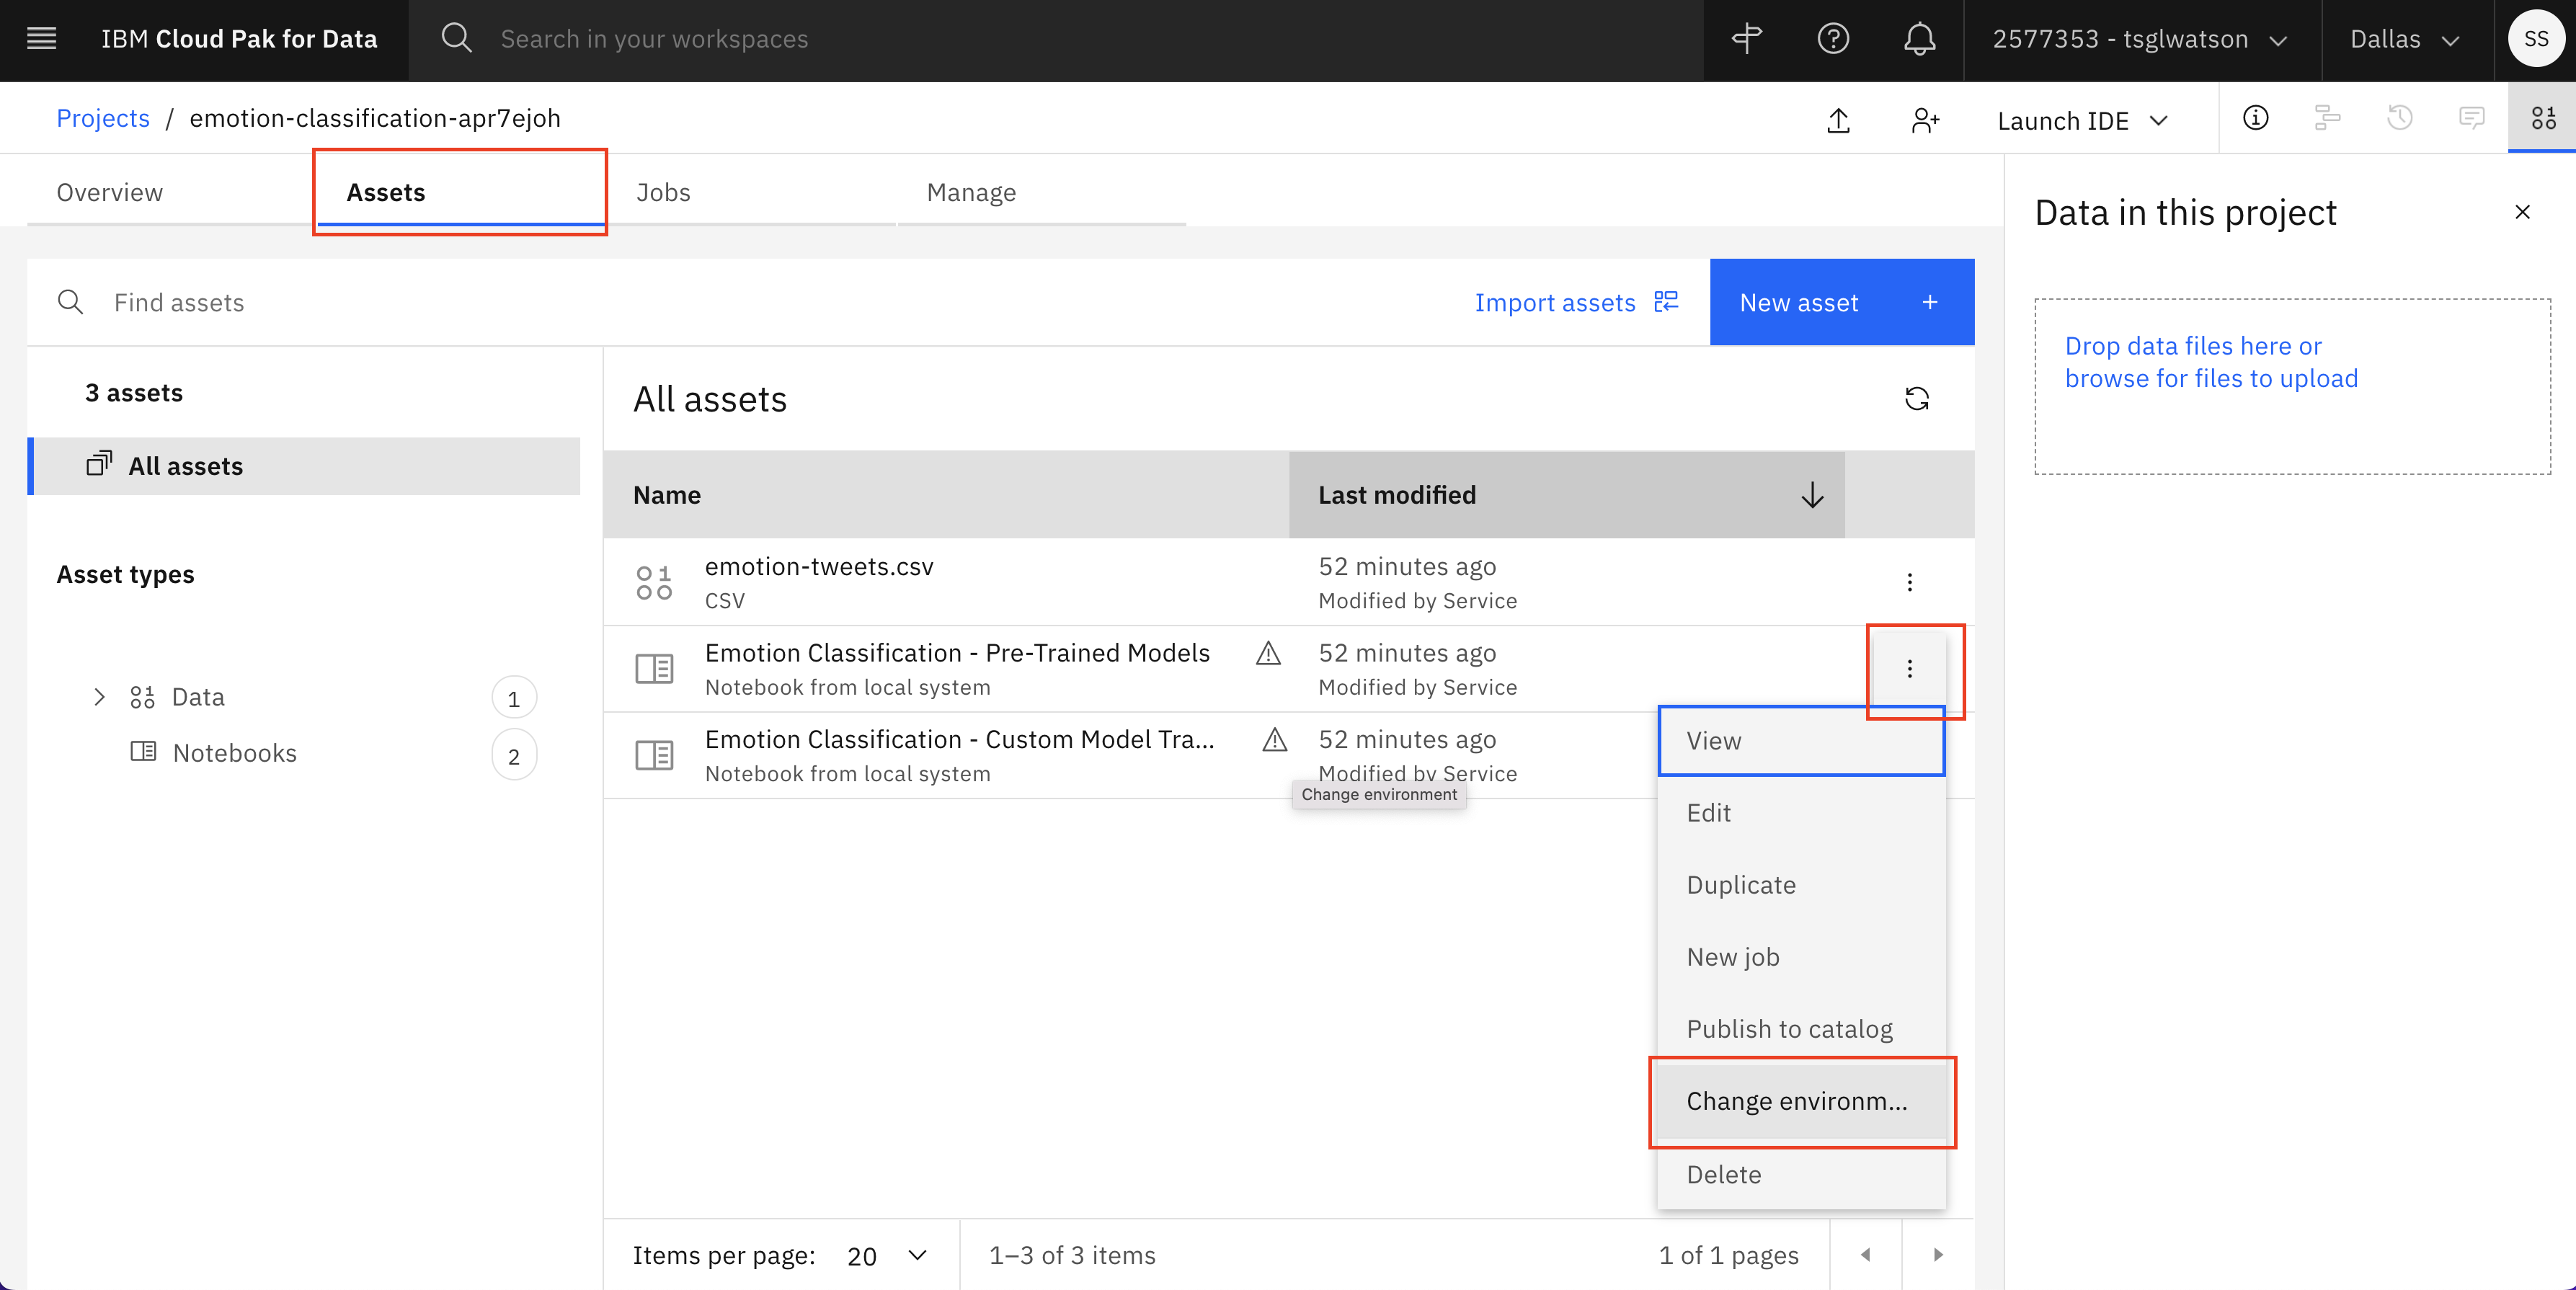 IBM Cloud Pak for Data
Search in your workspaces
2577353 - tsglwatson
Dallas
SS
Projects / emotion-classification-apr7ejoh
Launch IDE
Overview
Assets
Jobs
Manage
Data in this project
Find assets
Import assets
New asset +
Drop data files here or
browse for files to upload
3 assets
All assets
Asset types
Data 1
Notebooks 2
All assets
Name
Last modified
emotion-tweets.csv
CSV
52 minutes ago
Modified by Service
Emotion Classification - Pre-Trained Models
Notebook from local system
52 minutes ago
Modified by Service
Emotion Classification - Custom Model Tra...
Notebook from local system
52 minutes ago
Modified by Service
Change environment
View
Edit
Duplicate
New job
Publish to catalog
Change environm...
Delete
Items per page: 20
1–3 of 3 items
1 of 1 pages